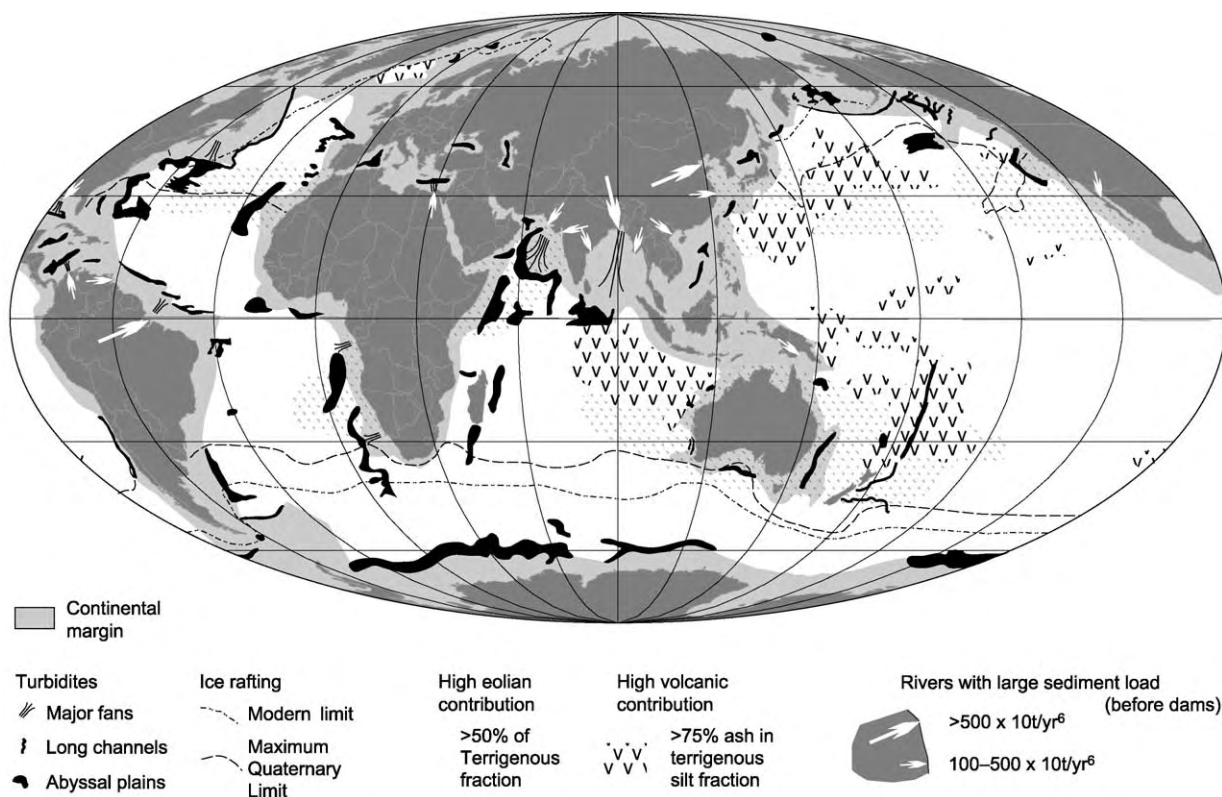 Continental
margin
Turbidites
Major fans
Long channels
Abyssal plains
Ice rafting
Modern limit
Maximum
Quaternary
Limit
High eolian
contribution
>50% of
Terrigenous
fraction
High volcanic
contribution
>75% ash in
terrigenous
silt fraction
Rivers with large sediment load
(before dams)
>500 x 10t/yr⁶
100–500 x 10t/yr⁶